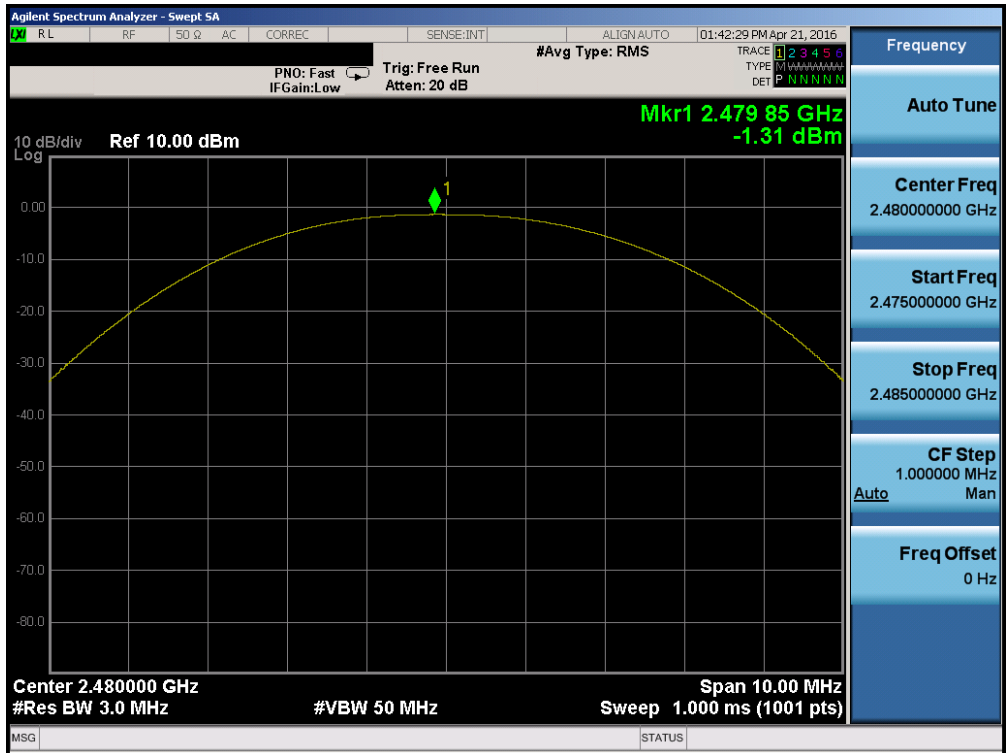 Agilent Spectrum Analyzer - Swept SA
LXI RL RF 50 Ω AC CORREC SENSE:INT ALIGN AUTO 01:42:29 PM Apr 21, 2016
#Avg Type: RMS TRACE 1 2 3 4 5 6
PNO: Fast Trig: Free Run TYPE M WWWWW
IFGain:Low Atten: 20 dB DET P N N N N N
Mkr1 2.479 85 GHz
-1.31 dBm
10 dB/div Ref 10.00 dBm
Log
1
0.00
-10.0
-20.0
-30.0
-40.0
-50.0
-60.0
-70.0
-80.0
Center 2.480000 GHz Span 10.00 MHz
#Res BW 3.0 MHz #VBW 50 MHz Sweep 1.000 ms (1001 pts)
MSG STATUS
Frequency
Auto Tune
Center Freq
2.480000000 GHz
Start Freq
2.475000000 GHz
Stop Freq
2.485000000 GHz
CF Step
1.000000 MHz
Auto Man
Freq Offset
0 Hz